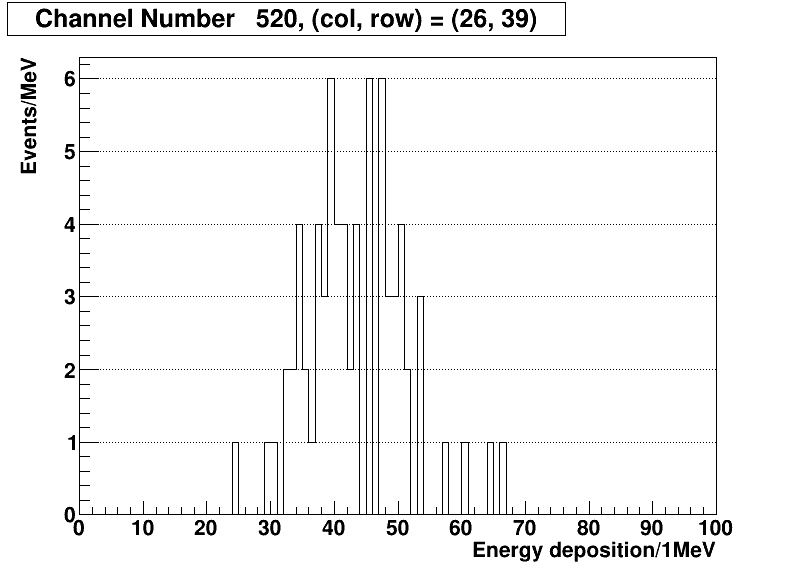 Channel Number   520, (col, row) = (26, 39)
Events/MeV
6
5
4
3
2
1
0
0 10 20 30 40 50 60 70 80 90 100
Energy deposition/1MeV